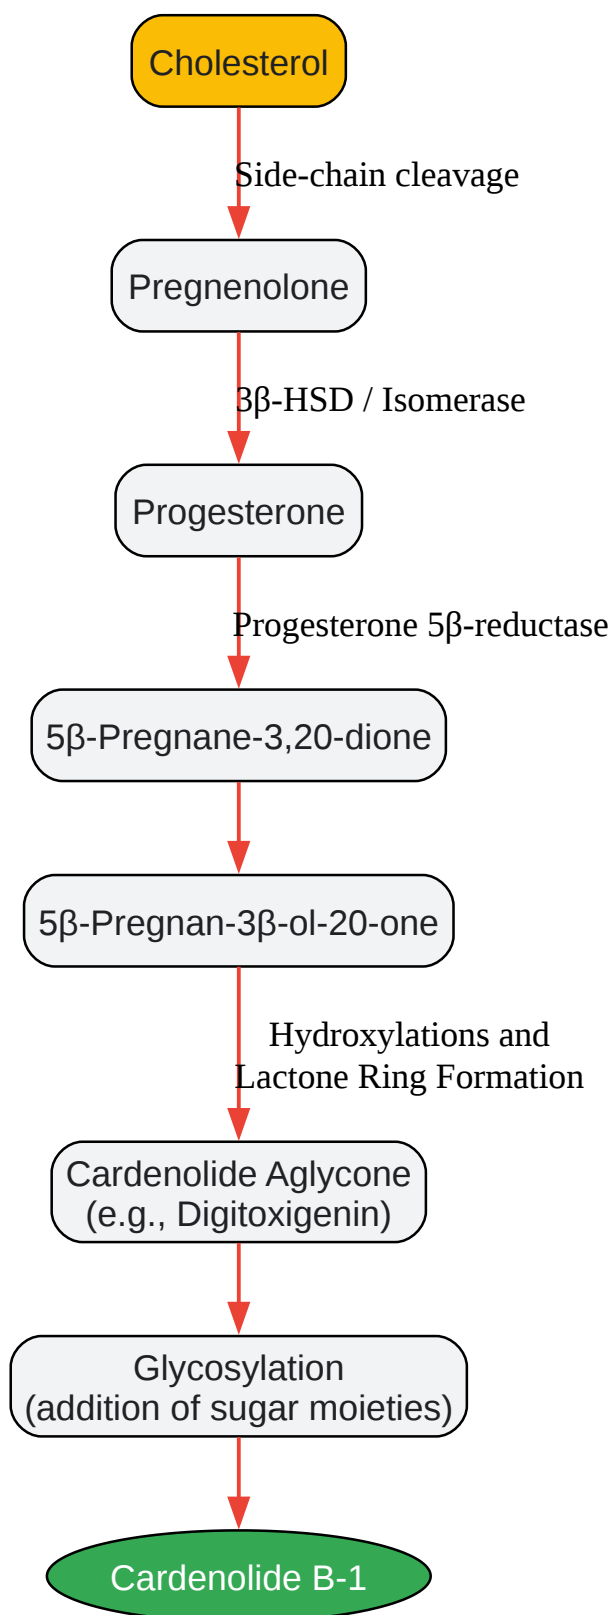 Cholesterol
Side-chain cleavage
Pregnenolone
3β-HSD / Isomerase
Progesterone
Progesterone 5β-reductase
5β-Pregnane-3,20-dione
5β-Pregnan-3β-ol-20-one
Hydroxylations and
Lactone Ring Formation
Cardenolide Aglycone
(e.g., Digitoxigenin)
Glycosylation
(addition of sugar moieties)
Cardenolide B-1